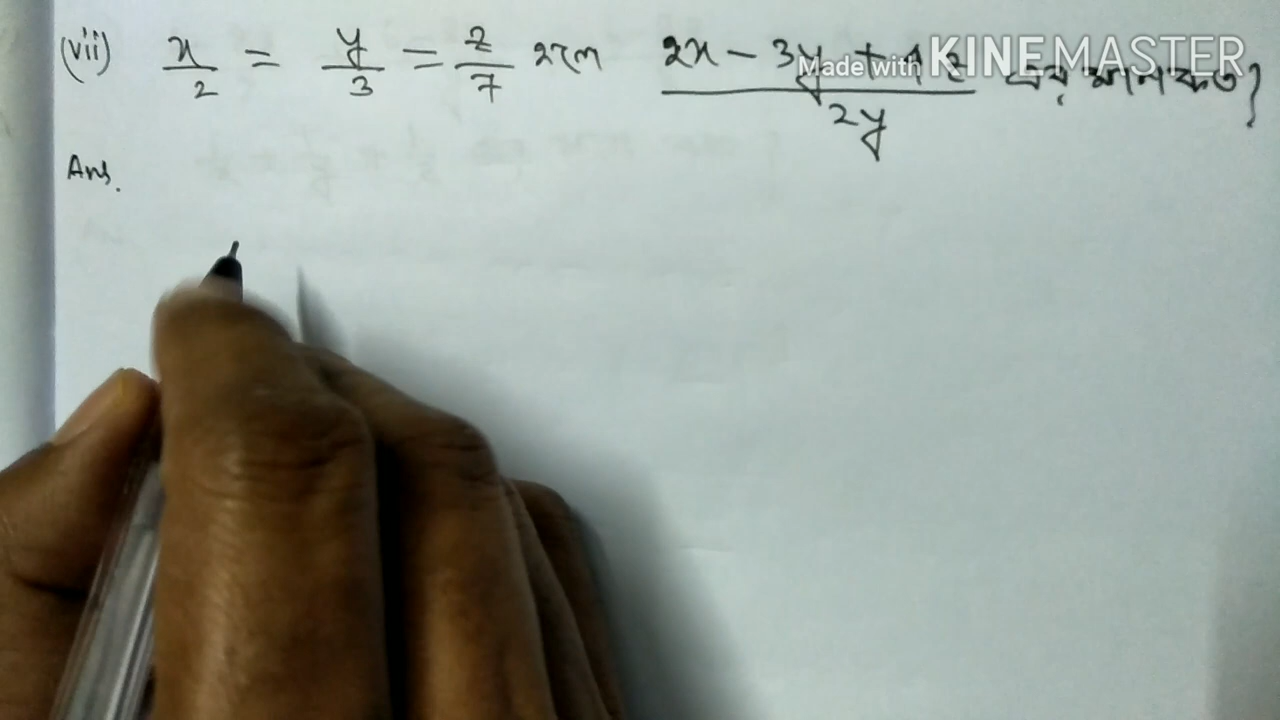 (vii) x/2 = y/3 = z/7 হলে (2x - 3y + 4z)/2y এর মান কত?
Made with KINEMASTER
Ans.